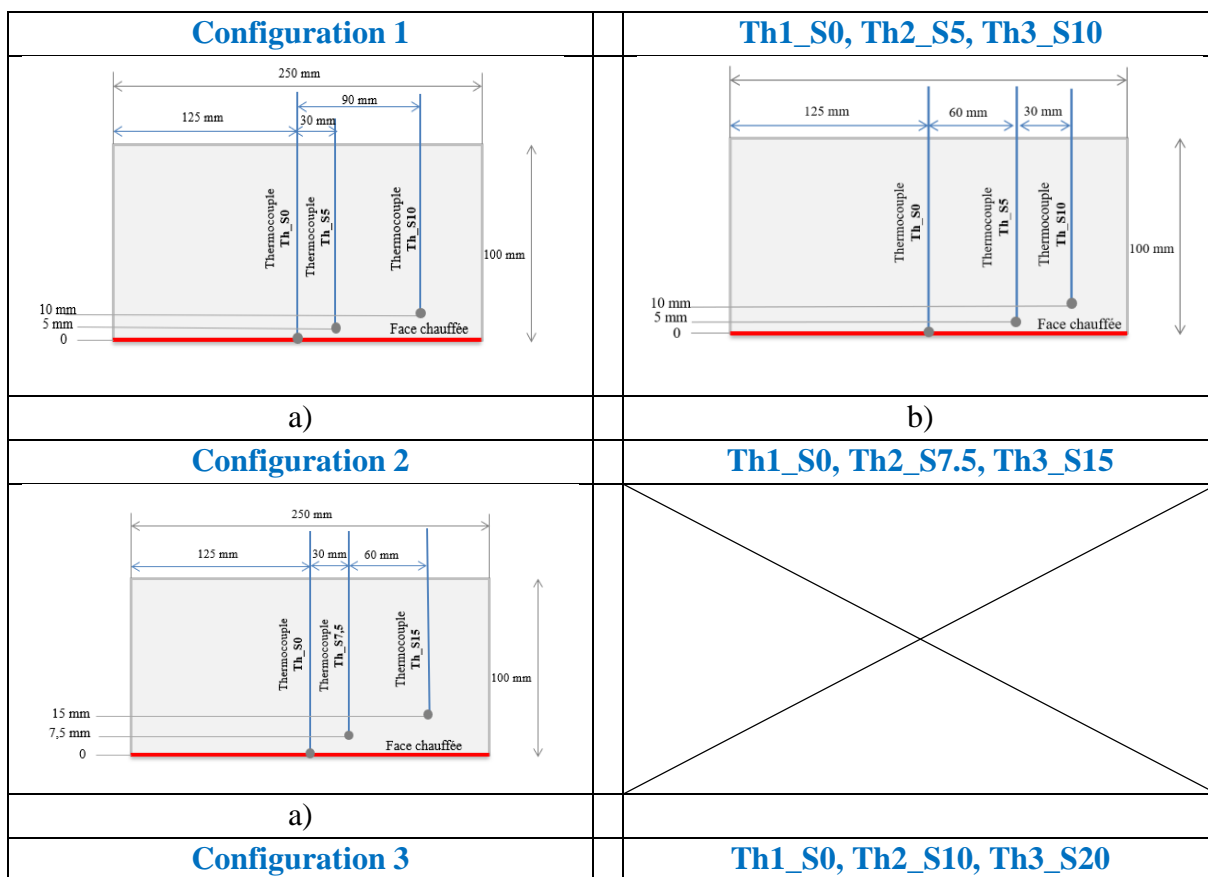 Configuration 1
Th1_S0, Th2_S5, Th3_S10
250 mm
90 mm
125 mm
30 mm
Thermocouple
Th_S0
Thermocouple
Th_S5
Thermocouple
Th_S10
100 mm
10 mm
5 mm
Face chauffée
0
125 mm
60 mm
30 mm
Thermocouple
Th_S0
Thermocouple
Th_S5
Thermocouple
Th_S10
100 mm
10 mm
5 mm
Face chauffée
0
a)
b)
Configuration 2
Th1_S0, Th2_S7.5, Th3_S15
250 mm
125 mm
30 mm
60 mm
Thermocouple
Th_S0
Thermocouple
Th_S7,5
Thermocouple
Th_S15
100 mm
15 mm
7,5 mm
Face chauffée
0
a)
Configuration 3
Th1_S0, Th2_S10, Th3_S20